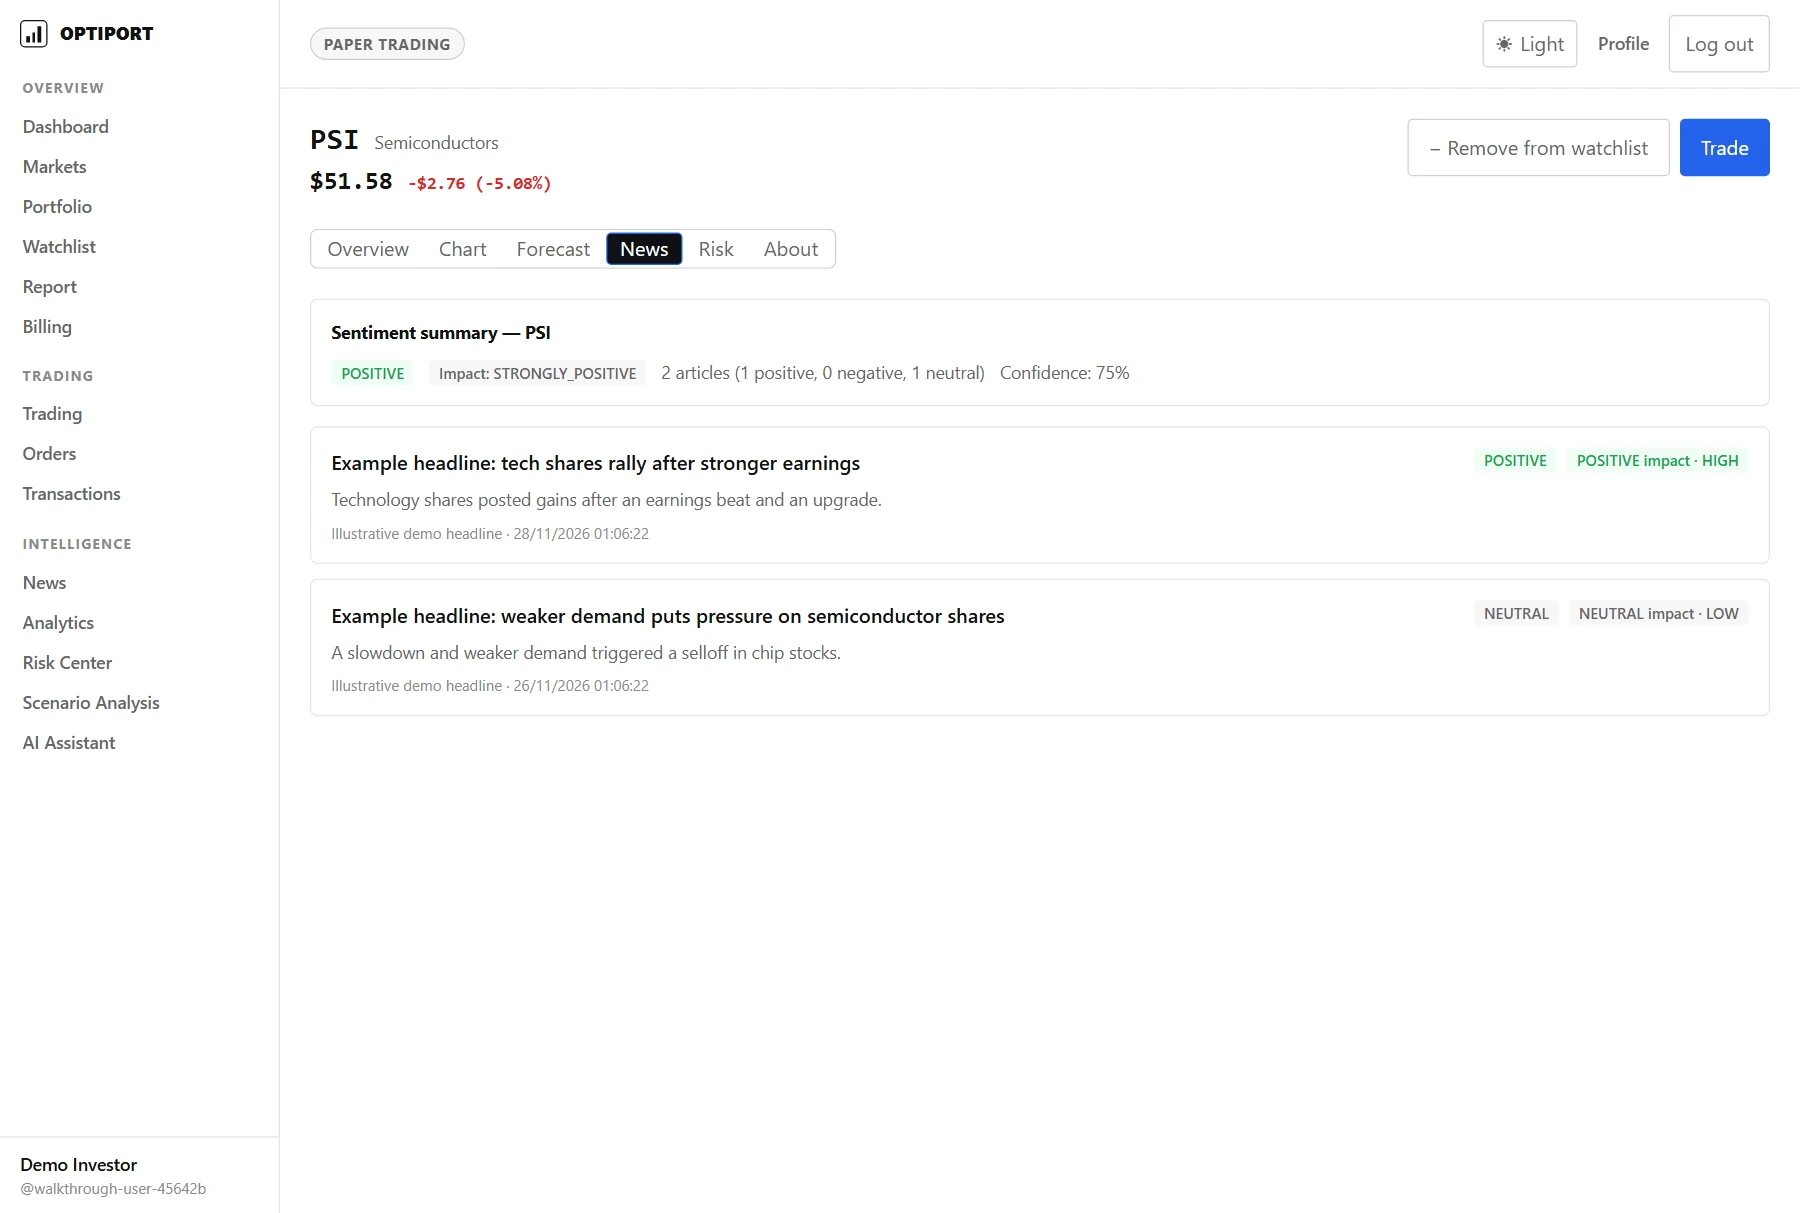 OPTIPORT
OVERVIEW
Dashboard
Markets
Portfolio
Watchlist
Report
Billing
TRADING
Trading
Orders
Transactions
INTELLIGENCE
News
Analytics
Risk Center
Scenario Analysis
AI Assistant
Demo Investor
@walkthrough-user-45642b
PAPER TRADING
Light
Profile
Log out
PSI Semiconductors
$51.58 -$2.76 (-5.08%)
– Remove from watchlist
Trade
Overview Chart Forecast News Risk About
Sentiment summary — PSI
POSITIVE Impact: STRONGLY_POSITIVE 2 articles (1 positive, 0 negative, 1 neutral) Confidence: 75%
Example headline: tech shares rally after stronger earnings
POSITIVE POSITIVE impact · HIGH
Technology shares posted gains after an earnings beat and an upgrade.
Illustrative demo headline · 28/11/2026 01:06:22
Example headline: weaker demand puts pressure on semiconductor shares
NEUTRAL NEUTRAL impact · LOW
A slowdown and weaker demand triggered a selloff in chip stocks.
Illustrative demo headline · 26/11/2026 01:06:22